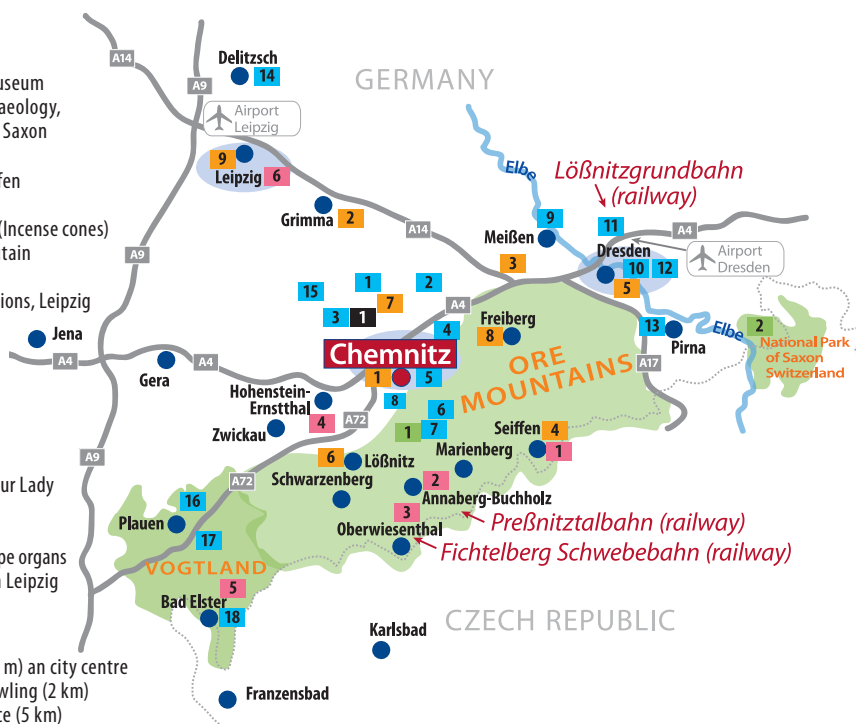 useum
aeology,
Saxon
fen
(Incense cones)
tain
ions, Leipzig
ur Lady
pe organs
Leipzig
m) an city centre
wling (2 km)
ce (5 km)
A14
A9
Delitzsch
14
GERMANY
Airport
Leipzig
9
Leipzig
6
Grimma
2
A14
Elbe
Lößnitzgrundbahn
(railway)
9
Meißen
11
A4
Dresden
10
12
5
Airport
Dresden
A9
3
1
2
15
7
3
1
A4
4
Freiberg
8
13
Pirna
Elbe
2
National Park
of Saxon
Switzerland
Jena
A4
Gera
A4
Chemnitz
1
5
ORE
MOUNTAINS
A17
Hohenstein-
Ernstthal
4
8
A72
6
1
7
Zwickau
Seiffen
4
1
Marienberg
A9
A72
6
Lößnitz
Schwarzenberg
2
Annaberg-Buchholz
3
Oberwiesenthal
Preßnitztalbahn (railway)
Fichtelberg Schwebebahn (railway)
16
Plauen
17
VOGTLAND
5
Bad Elster
18
CZECH REPUBLIC
Karlsbad
Franzensbad